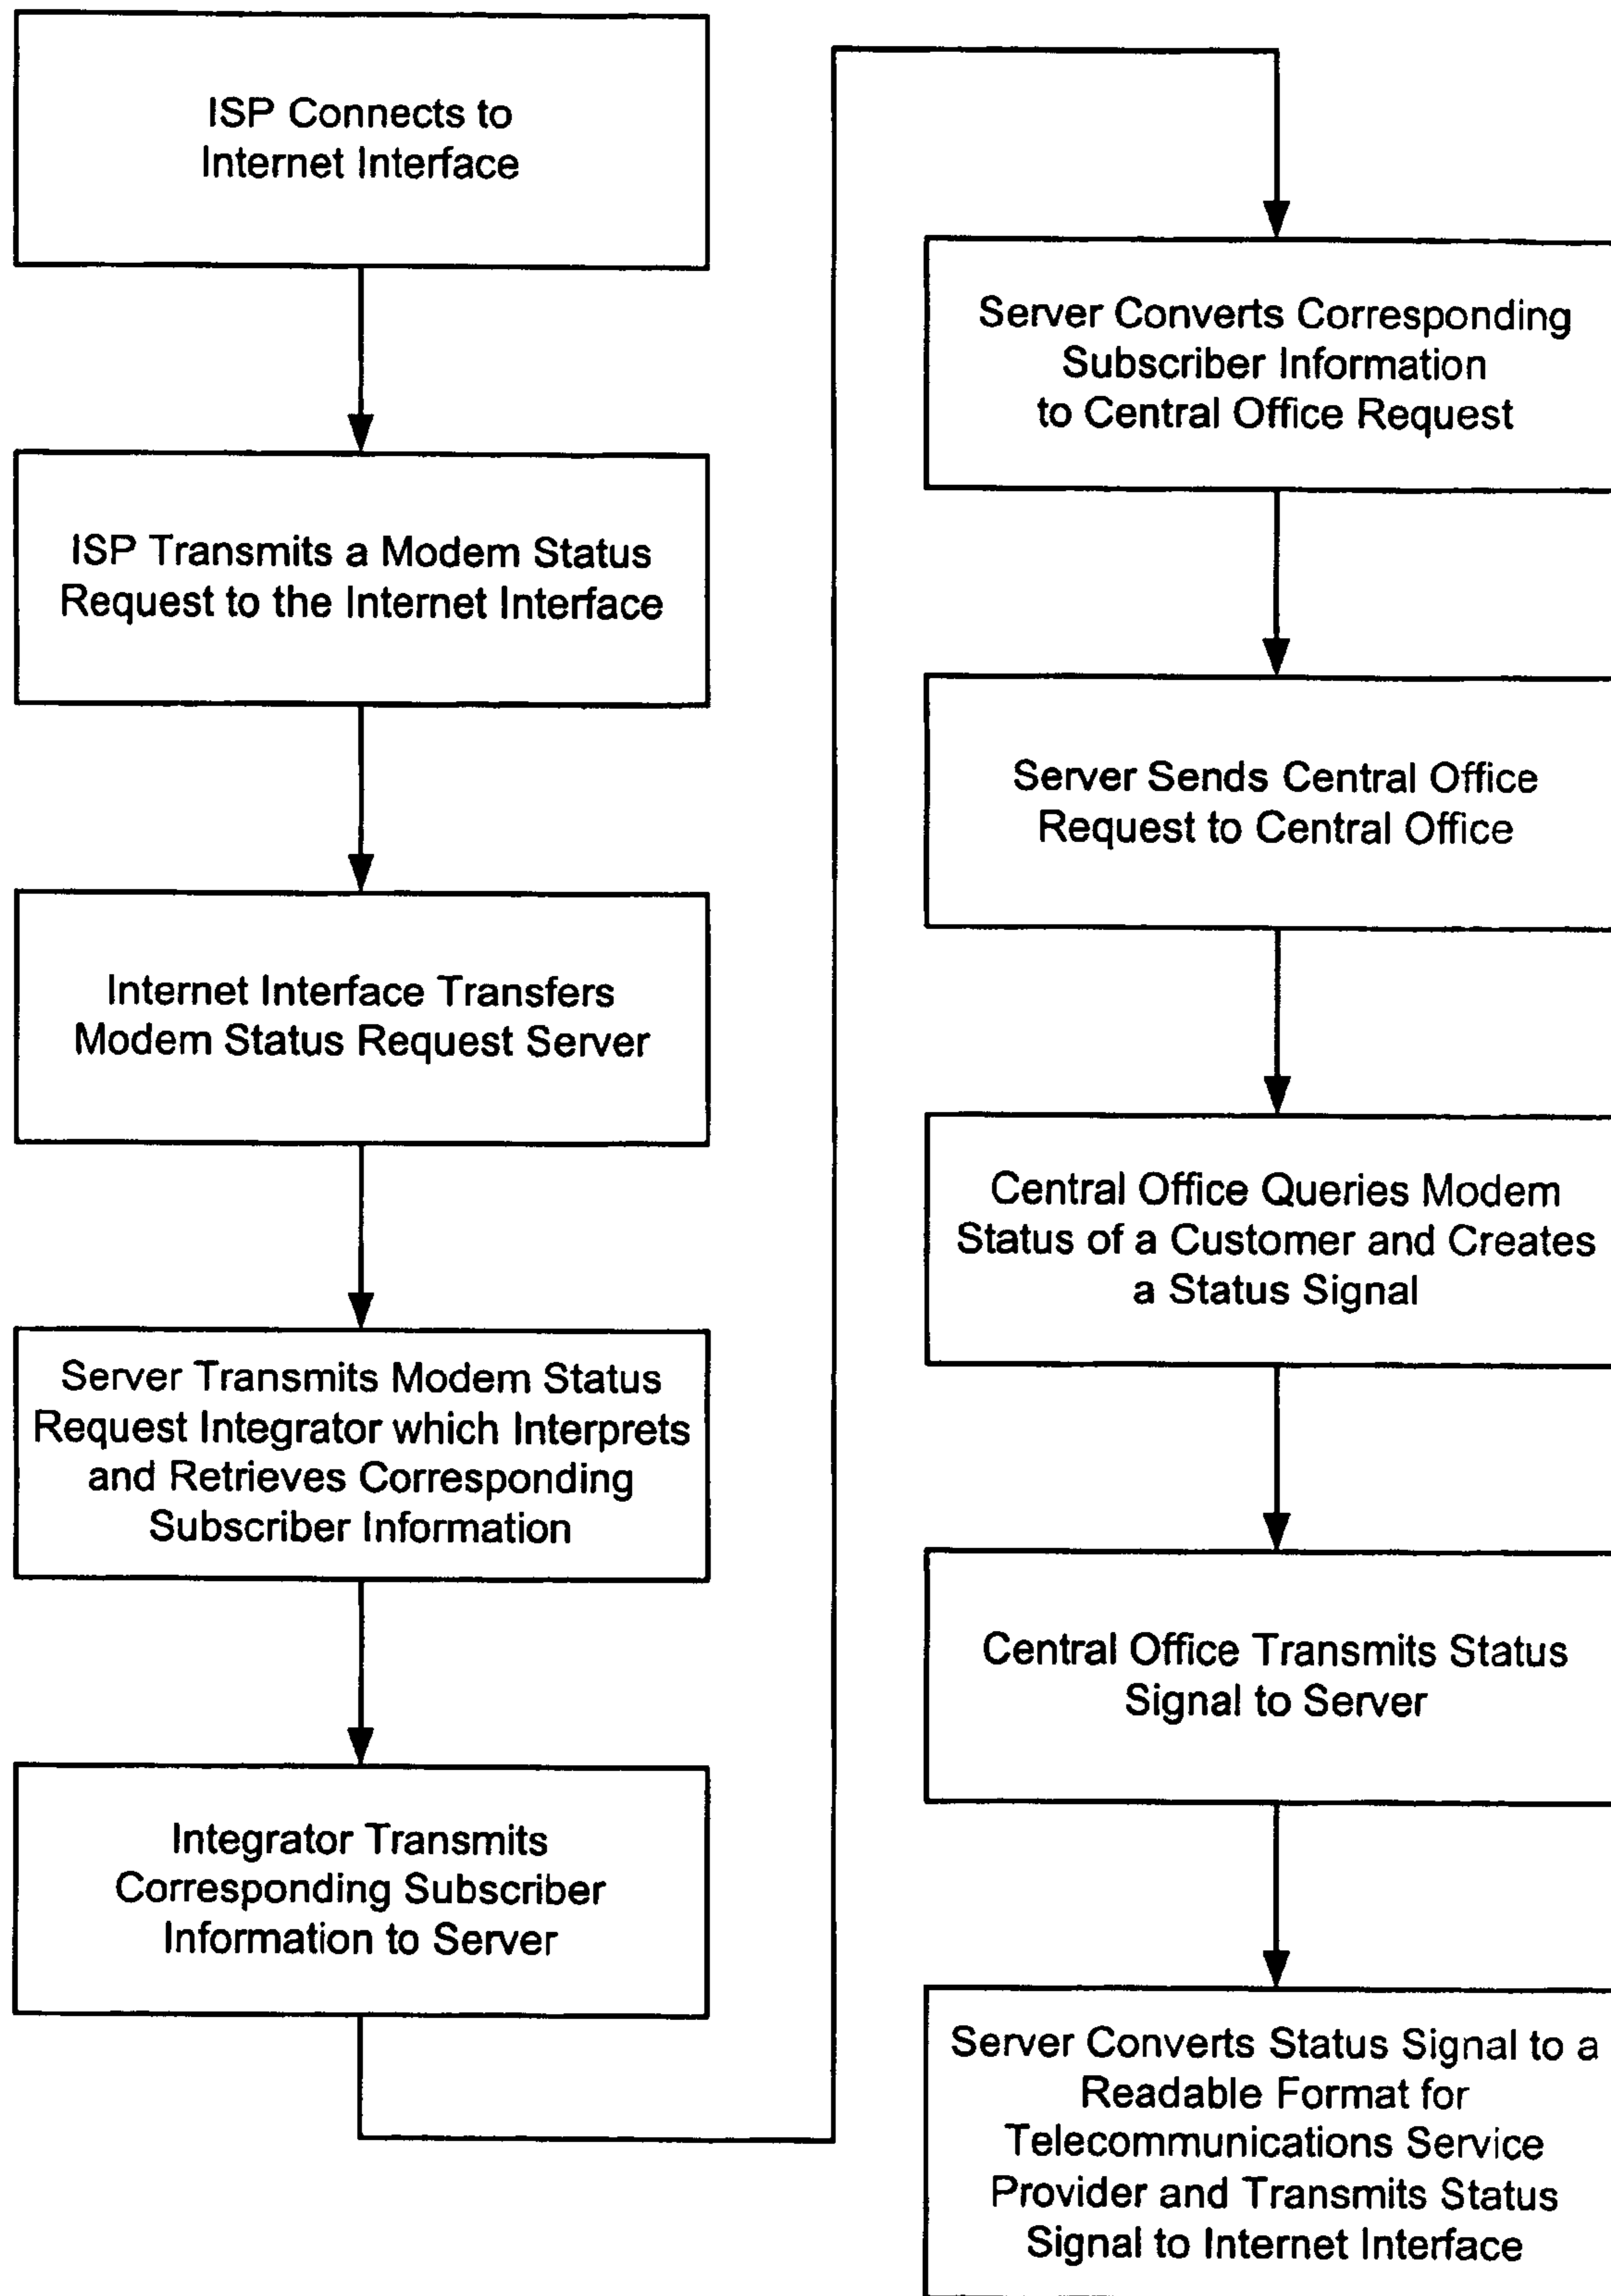 ISP Connects to
Internet Interface
ISP Transmits a Modem Status
Request to the Internet Interface
Internet Interface Transfers
Modem Status Request Server
Server Transmits Modem Status
Request Integrator which Interprets
and Retrieves Corresponding
Subscriber Information
Integrator Transmits
Corresponding Subscriber
Information to Server
Server Converts Corresponding
Subscriber Information
to Central Office Request
Server Sends Central Office
Request to Central Office
Central Office Queries Modem
Status of a Customer and Creates
a Status Signal
Central Office Transmits Status
Signal to Server
Server Converts Status Signal to a
Readable Format for
Telecommunications Service
Provider and Transmits Status
Signal to Internet Interface